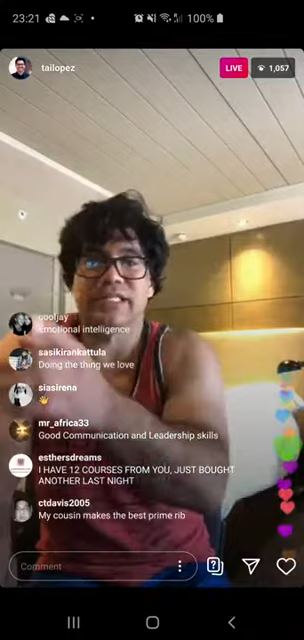 23:21
100%
tailopez
LIVE
1,057
cooljay
Emotional intelligence
sasikirankattula
Doing the thing we love
siasirena
👋
mr_africa33
Good Communication and Leadership skills
esthersdreams
I HAVE 12 COURSES FROM YOU, JUST BOUGHT
ANOTHER LAST NIGHT
ctdavis2005
My cousin makes the best prime rib
Comment